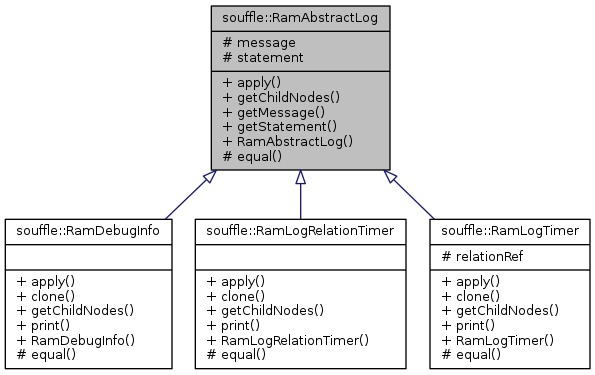 souffle::RamAbstractLog
# message
# statement
+ apply()
+ getChildNodes()
+ getMessage()
+ getStatement()
+ RamAbstractLog()
# equal()
souffle::RamDebugInfo
+ apply()
+ clone()
+ getChildNodes()
+ print()
+ RamDebugInfo()
# equal()
souffle::RamLogRelationTimer
+ apply()
+ clone()
+ getChildNodes()
+ print()
+ RamLogRelationTimer()
# equal()
souffle::RamLogTimer
# relationRef
+ apply()
+ clone()
+ getChildNodes()
+ print()
+ RamLogTimer()
# equal()